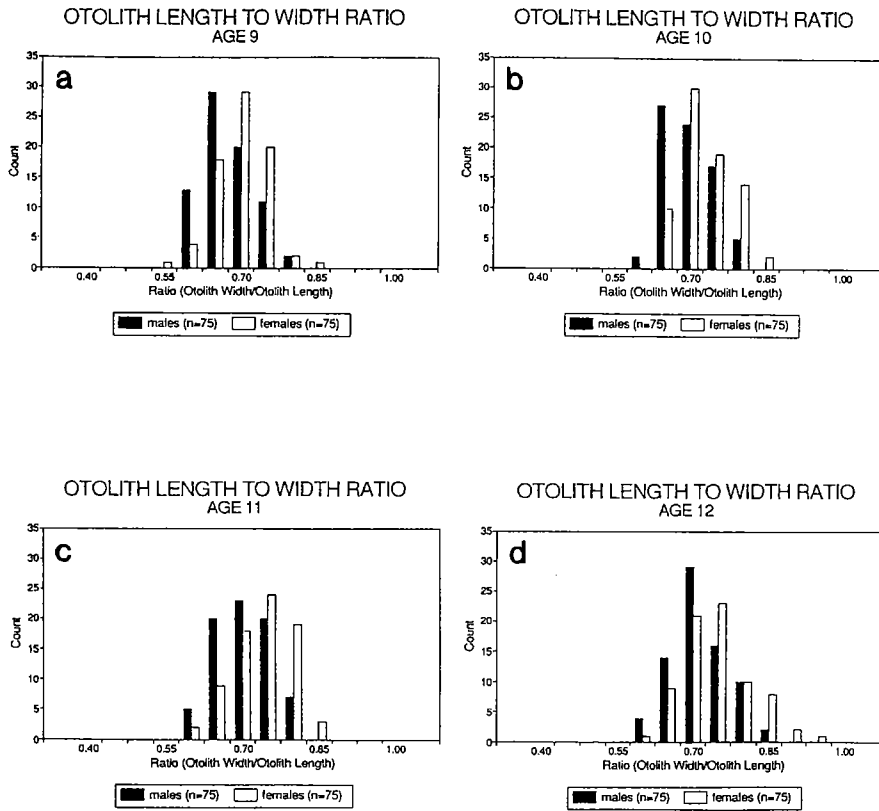 OTOLITH LENGTH TO WIDTH RATIO
AGE 9
a
35
30
25
20
15
10
5
0
Count
0.40 0.55 0.70 0.85 1.00
Ratio (Otolith Width/Otolith Length)
males (n=75) females (n=75)
OTOLITH LENGTH TO WIDTH RATIO
AGE 10
b
35
30
25
20
15
10
5
0
Count
0.40 0.55 0.70 0.85 1.00
Ratio (Otolith Width/Otolith Length)
males (n=75) females (n=75)
OTOLITH LENGTH TO WIDTH RATIO
AGE 11
c
35
30
25
20
15
10
5
0
Count
0.40 0.55 0.70 0.85 1.00
Ratio (Otolith Width/Otolith Length)
males (n=75) females (n=75)
OTOLITH LENGTH TO WIDTH RATIO
AGE 12
d
35
30
25
20
15
10
5
0
Count
0.40 0.55 0.70 0.85 1.00
Ratio (Otolith Width/Otolith Length)
males (n=75) females (n=75)